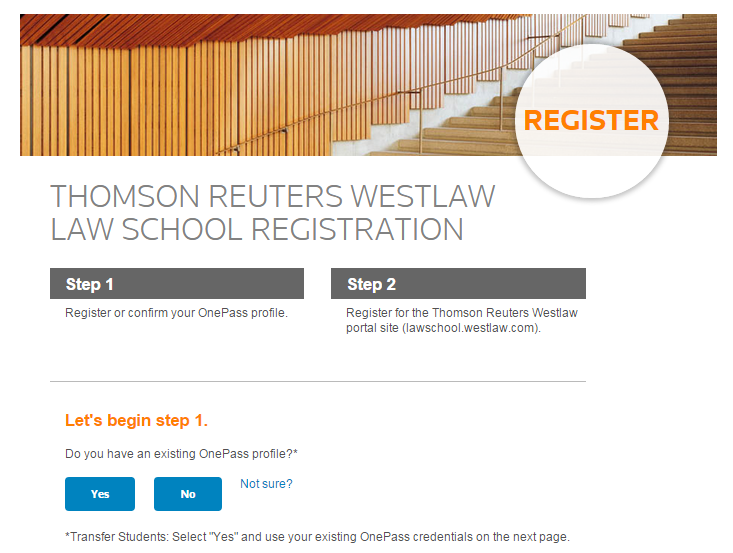 REGISTER
THOMSON REUTERS WESTLAW
LAW SCHOOL REGISTRATION
Step 1
Register or confirm your OnePass profile.
Step 2
Register for the Thomson Reuters Westlaw
portal site (lawschool.westlaw.com).
Let's begin step 1.
Do you have an existing OnePass profile?*
Yes No Not sure?
*Transfer Students: Select "Yes" and use your existing OnePass credentials on the next page.